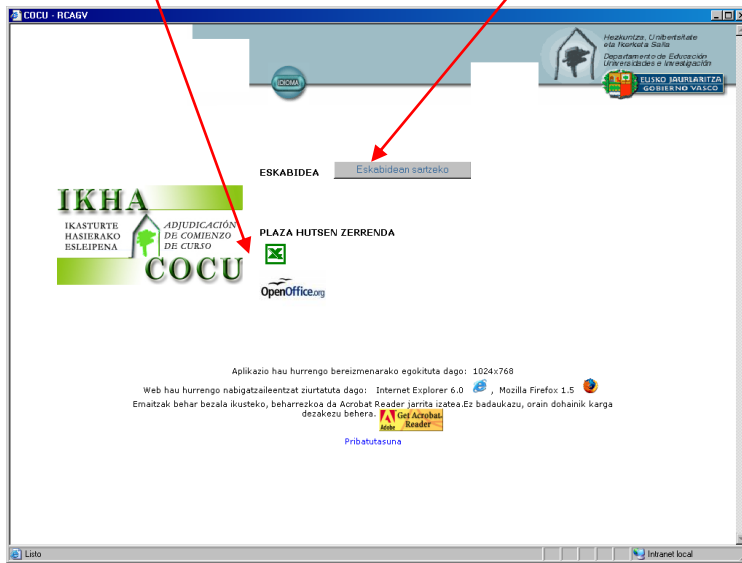 COCU - RCAGV
Hezkuntza, Unibertsitate
eta Ikerketa Saila
Departamento de Educación
Universidades e Investigación
EUSKO JAURLARITZA
GOBIERNO VASCO
IDIOMA
ESKABIDEA
Eskabidean sartzeko
IKHA
IKASTURTE
HASIERAKO
ESLEIPENA
ADJUDICACIÓN
DE COMIENZO
DE CURSO
COCU
PLAZA HUTSEN ZERRENDA
OpenOffice.org
Aplikazio hau hurrengo bereizmenarako egokituta dago: 1024x768
Web hau hurrengo nabigatzaileentzat ziurtatuta dago: Internet Explorer 6.0 , Mozilla Firefox 1.5
Emaitzak behar bezala ikusteko, beharrezkoa da Acrobat Reader jarrita izatea.Ez badaukazu, orain dohainik karga
dezakezu behera.
Get Acrobat
Reader
Adobe
Pribatutasuna
Listo
Intranet local